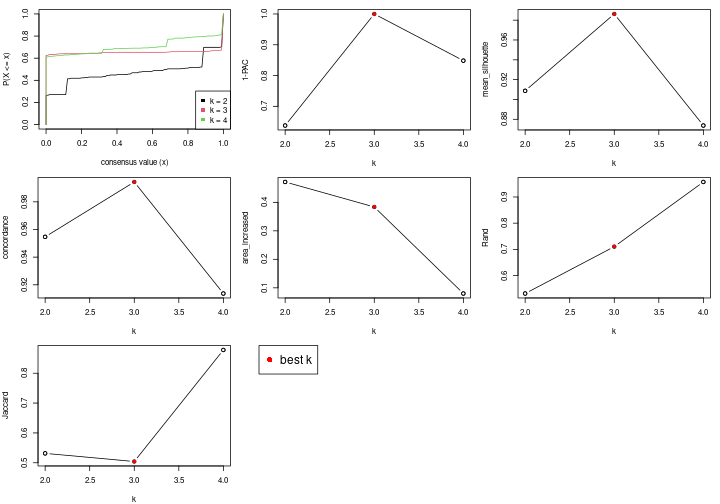 P(X <= x)
0.0 0.2 0.4 0.6 0.8 1.0
k = 2
k = 3
k = 4
0.0 0.2 0.4 0.6 0.8 1.0
consensus value (x)
1-PAC
0.7 0.8 0.9 1.0
2.0 2.5 3.0 3.5 4.0
k
mean_silhouette
0.88 0.92 0.96
2.0 2.5 3.0 3.5 4.0
k
concordance
0.92 0.94 0.96 0.98
2.0 2.5 3.0 3.5 4.0
k
area_increased
0.1 0.2 0.3 0.4
2.0 2.5 3.0 3.5 4.0
k
Rand
0.6 0.7 0.8 0.9
2.0 2.5 3.0 3.5 4.0
k
Jaccard
0.5 0.6 0.7 0.8
2.0 2.5 3.0 3.5 4.0
k
best k